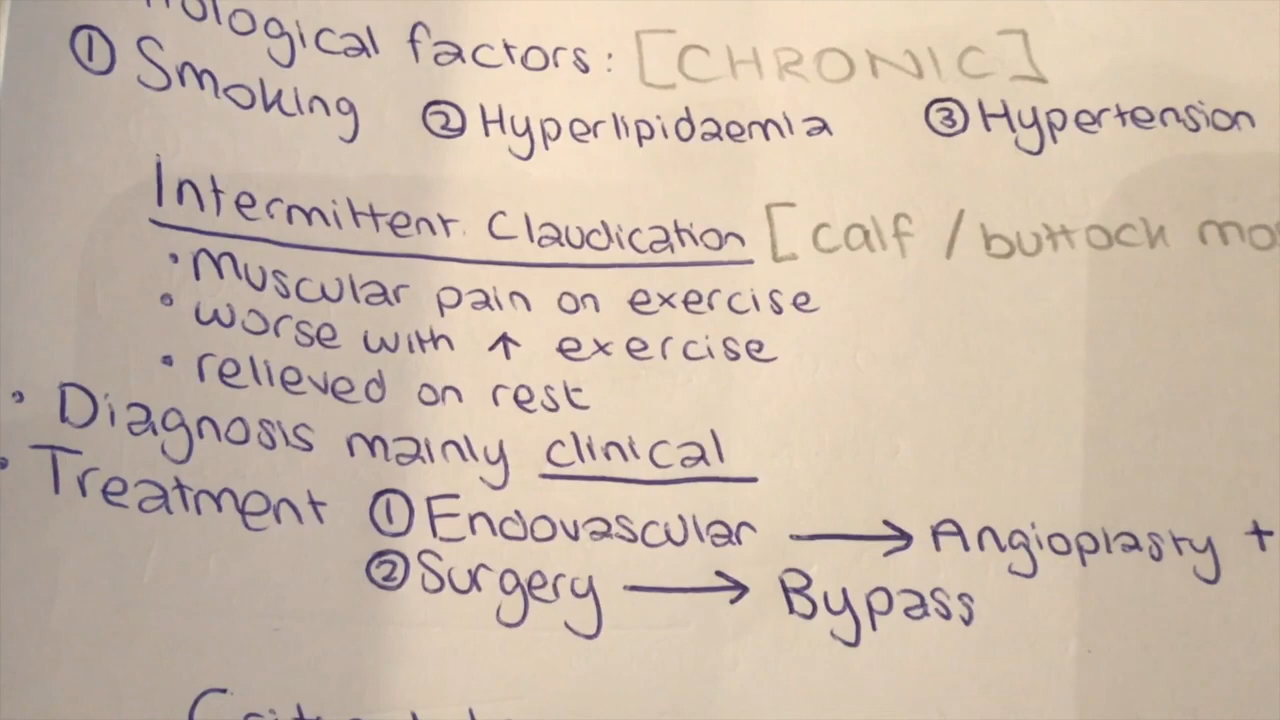 factors: [CHRONIC]
① Smoking ② Hyperlipidaemia ③ Hypertension
Intermittent Claudication [calf / buttock
• Muscular pain on exercise
• worse with ↑ exercise
• relieved on rest
• Diagnosis mainly clinical
• Treatment ① Endovascular → Angioplasty +
② Surgery → Bypass